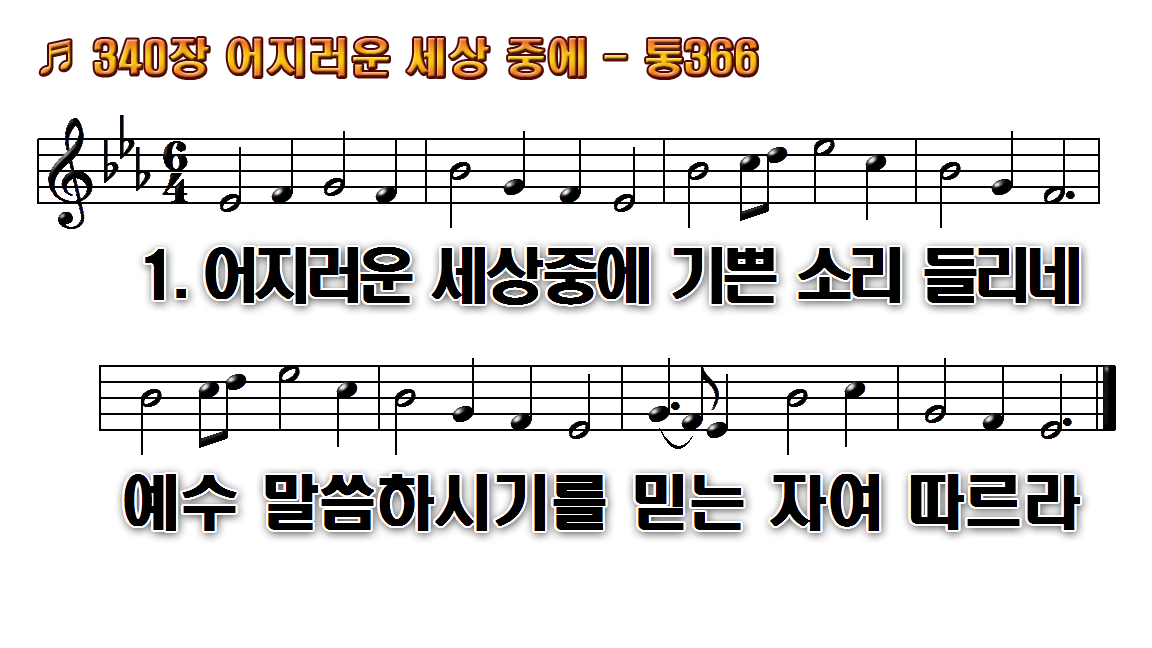 ♬ 340장 어지러운 세상 중에 - 통366
6
4
1. 어지러운 세상중에 기쁜 소리 들리네
예수 말씀하시기를 믿는 자여 따르라